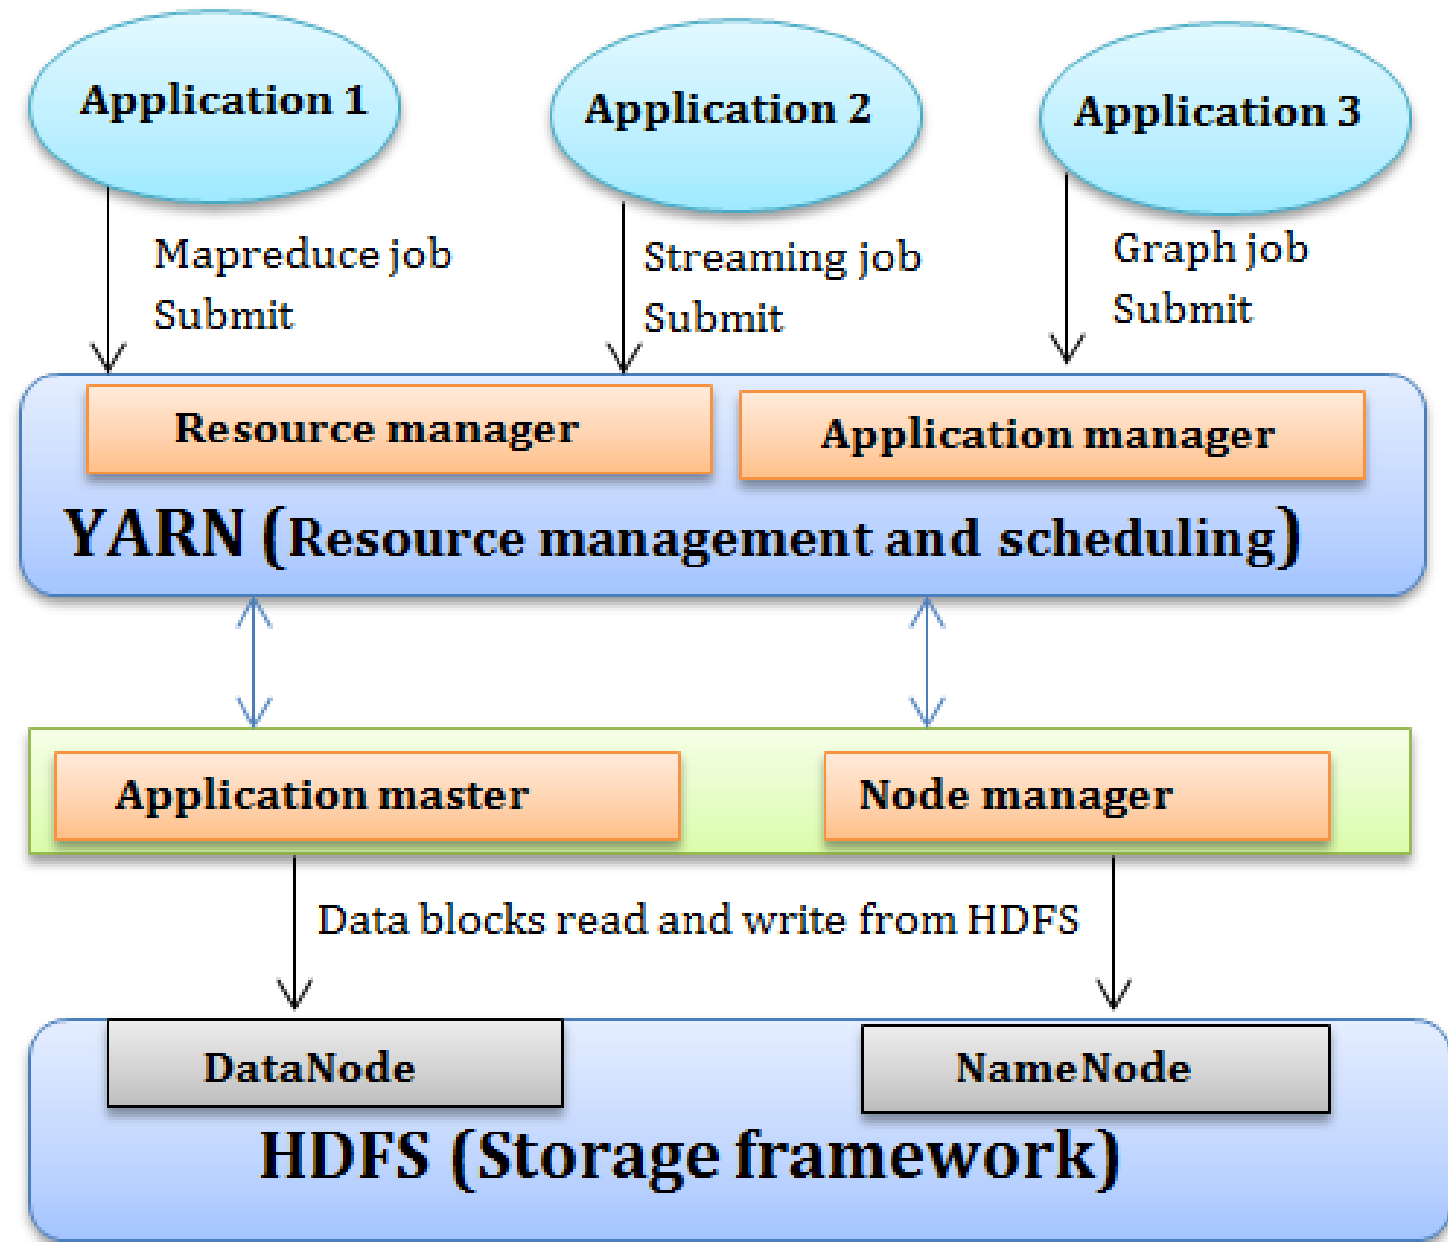 Application 1
Application 2
Application 3
Mapreduce job
Submit
Streaming job
Submit
Graph job
Submit
Resource manager
Application manager
YARN (Resource management and scheduling)
Application master
Node manager
Data blocks read and write from HDFS
DataNode
NameNode
HDFS (Storage framework)